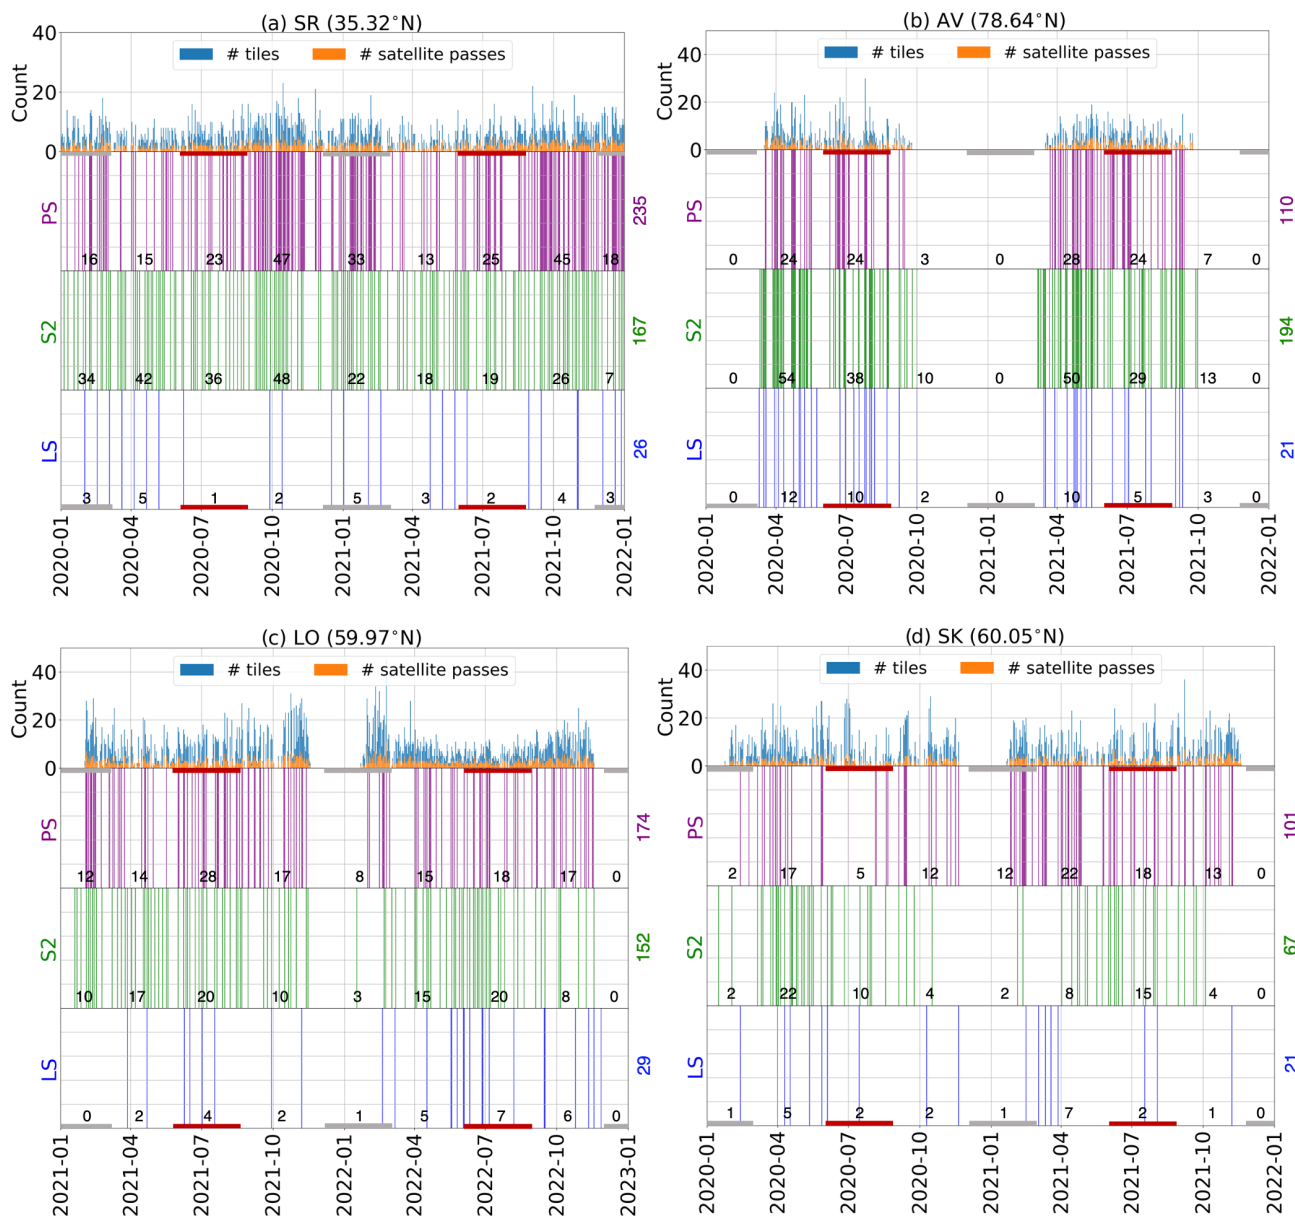 (a) SR (35.32°N)
40
20
0
Count
# tiles
# satellite passes
PS
16 15 23 47 33 13 25 45 18
235
S2
34 42 36 48 22 18 19 26 7
167
LS
3 5 1 2 5 3 2 4 3
26
2020-01
2020-04
2020-07
2020-10
2021-01
2021-04
2021-07
2021-10
2022-01
(b) AV (78.64°N)
40
20
0
Count
# tiles
# satellite passes
PS
0 24 24 3 0 28 24 7 0
110
S2
0 54 38 10 0 50 29 13 0
194
LS
0 12 10 2 0 10 5 3 0
21
2020-01
2020-04
2020-07
2020-10
2021-01
2021-04
2021-07
2021-10
2022-01
(c) LO (59.97°N)
40
20
0
Count
# tiles
# satellite passes
PS
12 14 28 17 8 15 18 17 0
174
S2
10 17 20 10 3 15 20 8 0
152
LS
0 2 4 2 1 5 7 6 0
29
2021-01
2021-04
2021-07
2021-10
2022-01
2022-04
2022-07
2022-10
2023-01
(d) SK (60.05°N)
40
20
0
Count
# tiles
# satellite passes
PS
2 17 5 12 12 22 18 13 0
101
S2
2 22 10 4 2 8 15 4 0
67
LS
1 5 2 2 1 7 2 1 0
21
2020-01
2020-04
2020-07
2020-10
2021-01
2021-04
2021-07
2021-10
2022-01